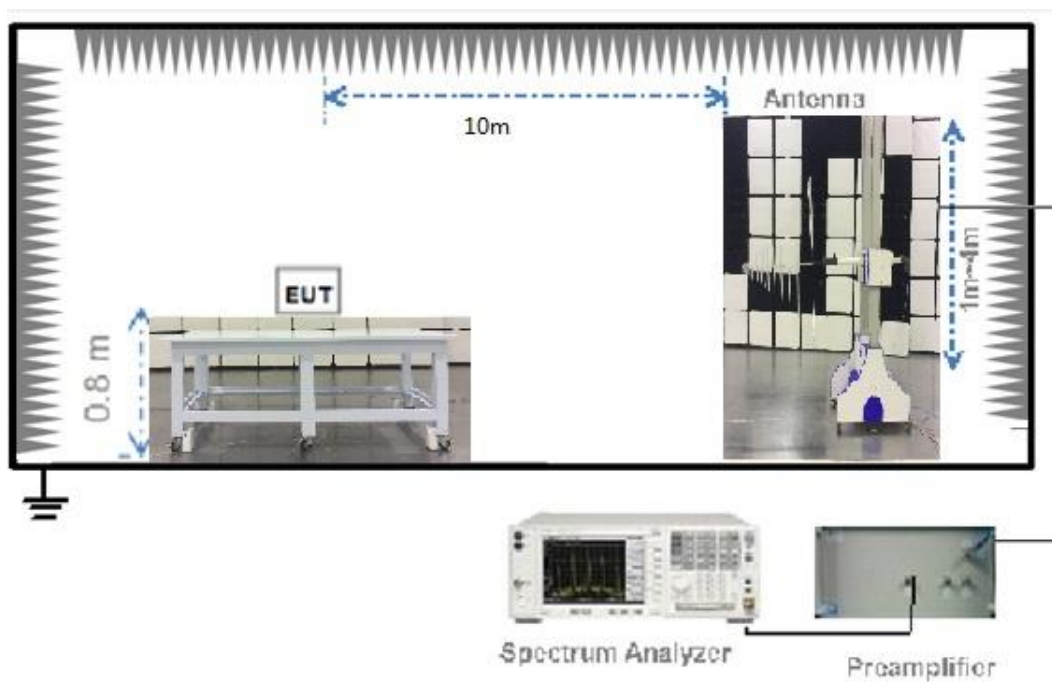 10m
Antenna
1m~4m
EUT
0.8 m
Spectrum Analyzer
Preamplifier